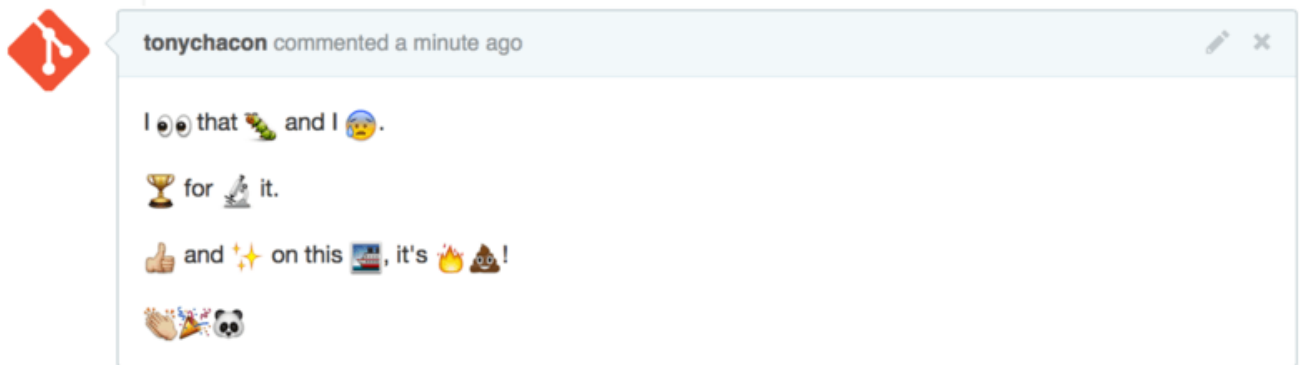 tonychacon commented a minute ago
I 👀 that 🐛 and I 😰.
🏆 for 🔬 it.
👍 and ✨ on this 🚢, it's 🔥💩!
👏🎉🐼